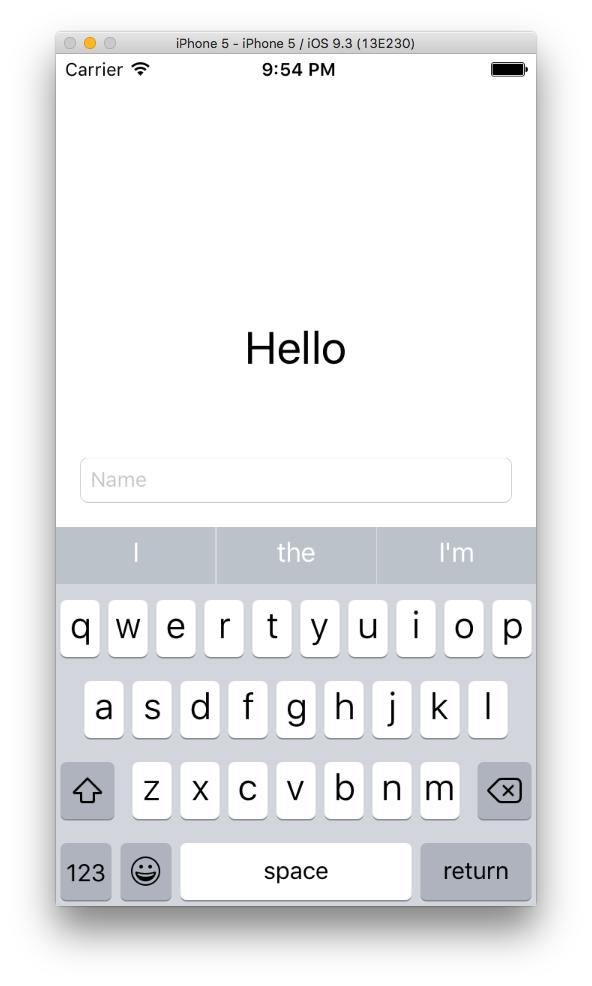 iPhone 5 - iPhone 5 / iOS 9.3 (13E230)
Carrier 9:54 PM
Hello
Name
I the I'm
q w e r t y u i o p
a s d f g h j k l
z x c v b n m
123 space return